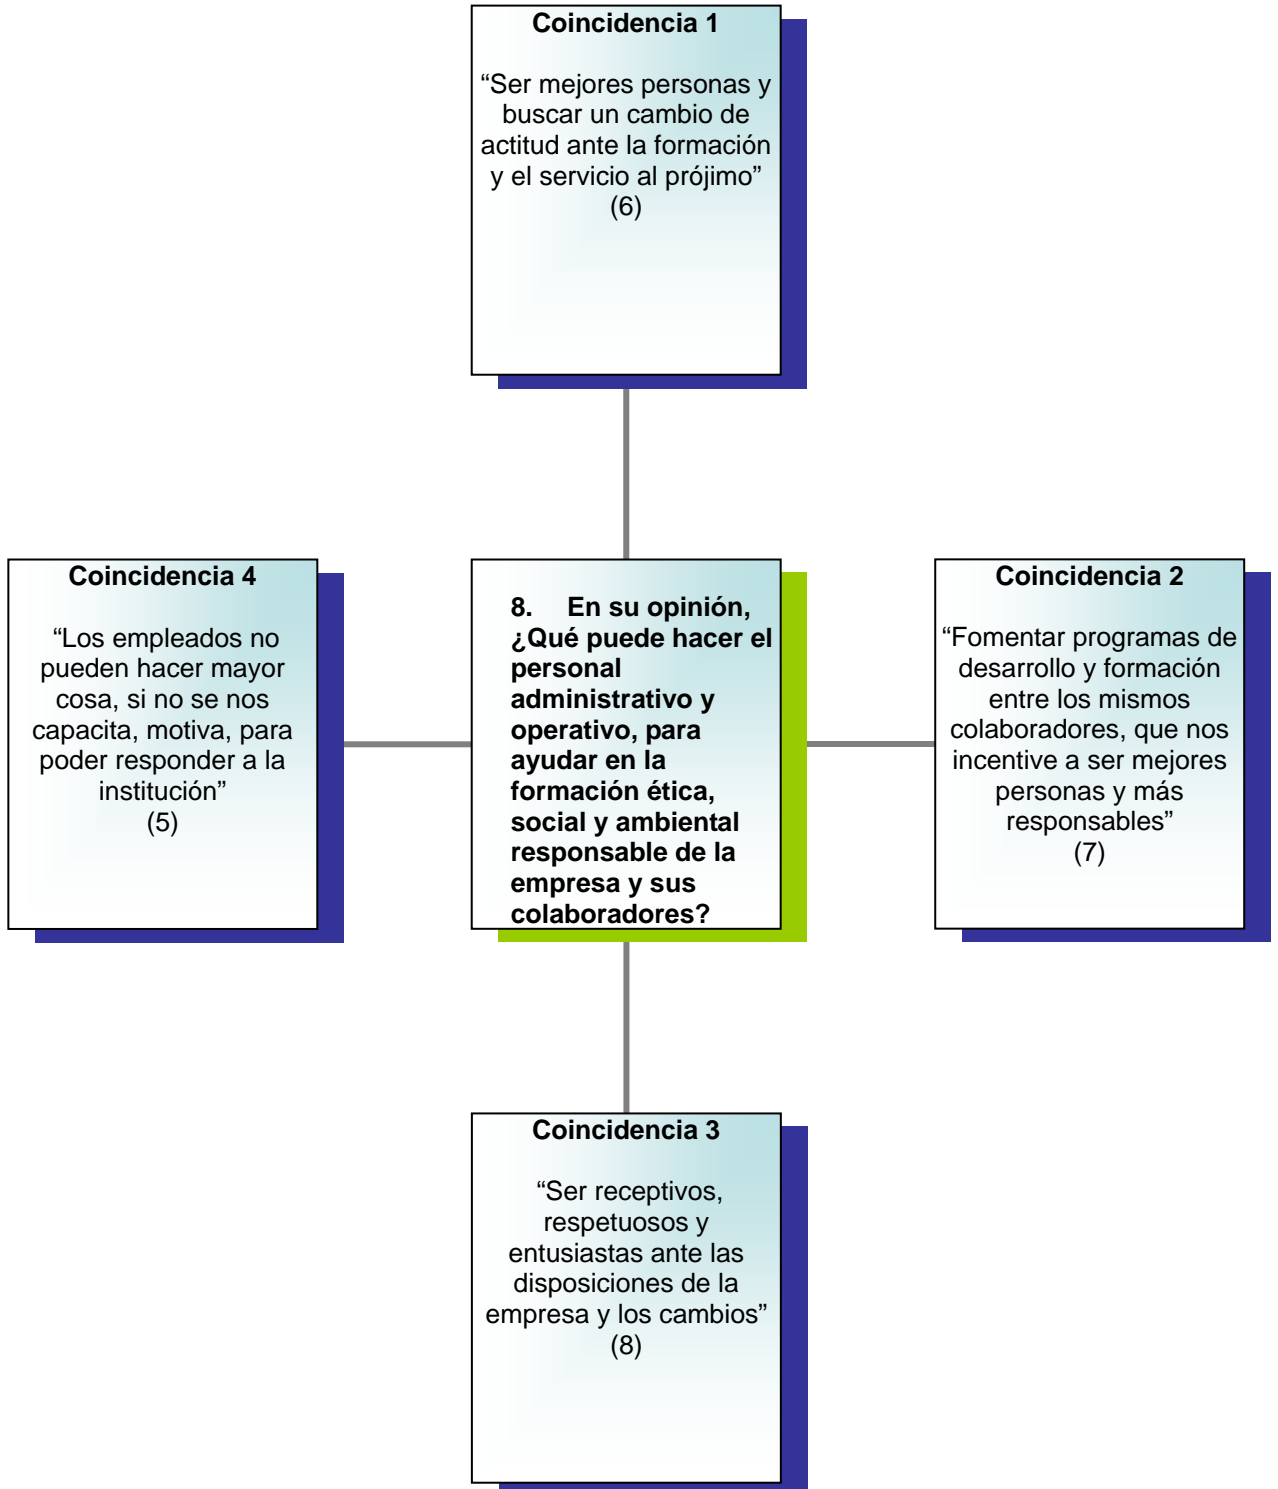 Coincidencia 1
“Ser mejores personas y
buscar un cambio de
actitud ante la formación
y el servicio al prójimo”
(6)
Coincidencia 4
“Los empleados no
pueden hacer mayor
cosa, si no se nos
capacita, motiva, para
poder responder a la
institución”
(5)
8. En su opinión,
¿Qué puede hacer el
personal
administrativo y
operativo, para
ayudar en la
formación ética,
social y ambiental
responsable de la
empresa y sus
colaboradores?
Coincidencia 2
“Fomentar programas de
desarrollo y formación
entre los mismos
colaboradores, que nos
incentive a ser mejores
personas y más
responsables”
(7)
Coincidencia 3
“Ser receptivos,
respetuosos y
entusiastas ante las
disposiciones de la
empresa y los cambios”
(8)